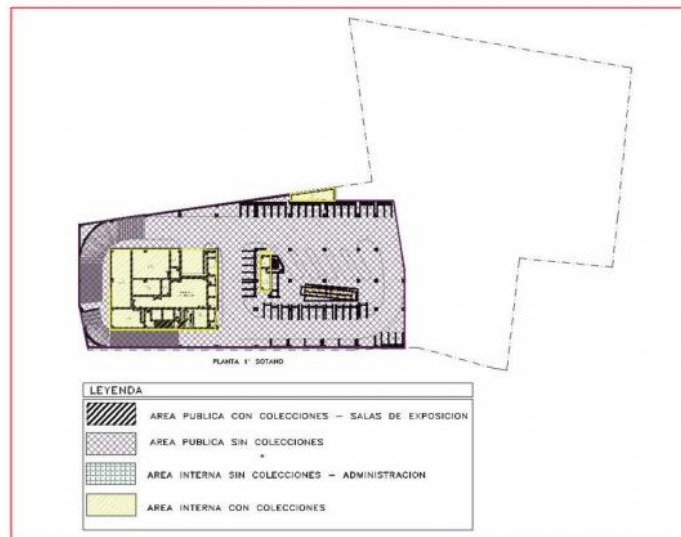 PLANTA 1° SOTANO
LEYENDA
AREA PUBLICA CON COLECCIONES – SALAS DE EXPOSICION
AREA PUBLICA SIN COLECCIONES
AREA INTERNA SIN COLECCIONES – ADMINISTRACION
AREA INTERNA CON COLECCIONES